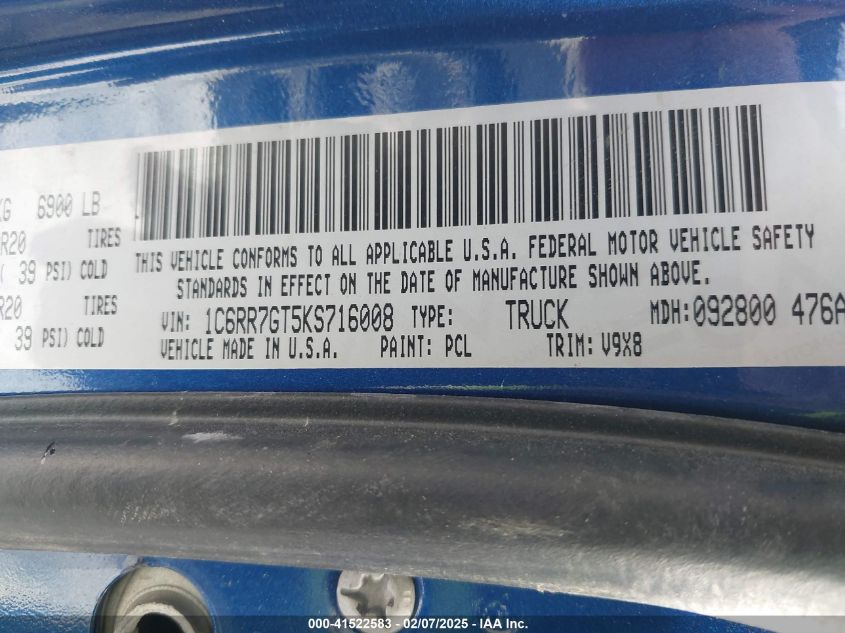 KG 6900 LB
R20 TIRES
( 39 PSI) COLD
R20 TIRES
39 PSI) COLD
THIS VEHICLE CONFORMS TO ALL APPLICABLE U.S.A. FEDERAL MOTOR VEHICLE SAFETY
STANDARDS IN EFFECT ON THE DATE OF MANUFACTURE SHOWN ABOVE.
VIN: 1C6RR7GT5KS716008 TYPE: TRUCK MDH:092800 476A
VEHICLE MADE IN U.S.A. PAINT: PCL TRIM: V9X8
000-41522583 - 02/07/2025 - IAA Inc.